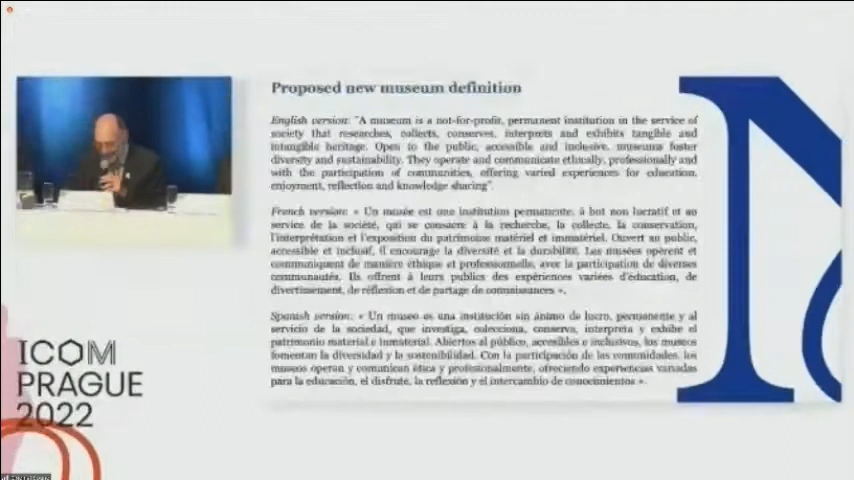 Proposed new museum definition
English version: "A museum is a not-for-profit, permanent institution in the service of
society that researches, collects, conserves, interprets and exhibits tangible and
intangible heritage. Open to the public, accessible and inclusive, museums foster
diversity and sustainability. They operate and communicate ethically, professionally and
with the participation of communities, offering varied experiences for education,
enjoyment, reflection and knowledge sharing".
French version: « Un musée est une institution permanente, à but non lucratif et au
service de la société, qui se consacre à la recherche, la collecte, la conservation,
l'interprétation et l'exposition du patrimoine matériel et immatériel. Ouvert au public,
accessible et inclusif, il encourage la diversité et la durabilité. Les musées opèrent et
communiquent de manière éthique et professionnelle, avec la participation de diverses
communautés. Ils offrent à leurs publics des expériences variées d'éducation, de
divertissement, de réflexion et de partage de connaissances ».
Spanish version: « Un museo es una institución sin ánimo de lucro, permanente y al
servicio de la sociedad, que investiga, colecciona, conserva, interpreta y exhibe el
patrimonio material e inmaterial. Abiertos al público, accesibles e inclusivos, los museos
fomentan la diversidad y la sostenibilidad. Con la participación de las comunidades, los
museos operan y comunican ética y profesionalmente, ofreciendo experiencias variadas
para la educación, el disfrute, la reflexión y el intercambio de conocimientos ».
ICOM
PRAGUE
2022